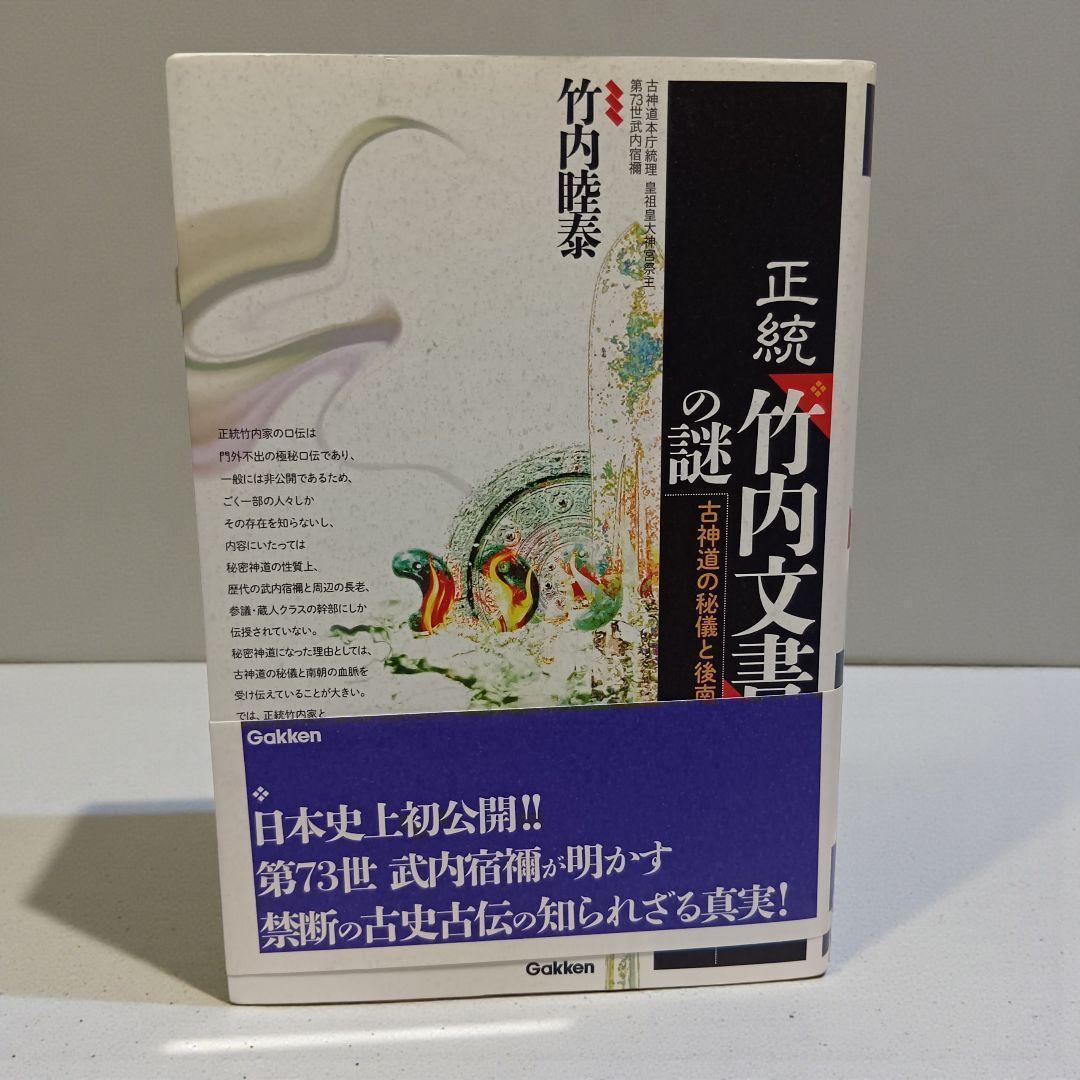 正統
竹内文書
の謎
古神道の秘儀と後南
古神道本庁統理 皇祖皇大神宮祭主
第73世武内宿禰
竹内睦泰
正統竹内家の口伝は
門外不出の極秘口伝であり、
一般には非公開であるため、
ごく一部の人々しか
その存在を知らないし、
内容にいたっては
秘密神道の性質上、
歴代の武内宿禰と周辺の長老、
参議・蔵人クラスの幹部にしか
伝授されていない。
秘密神道になった理由としては、
古神道の秘儀と南朝の血脈を
受け伝えていることが大きい。
では、正統竹内家と
Gakken
日本史上初公開!!
第73世 武内宿禰が明かす
禁断の古史古伝の知られざる真実!
Gakken